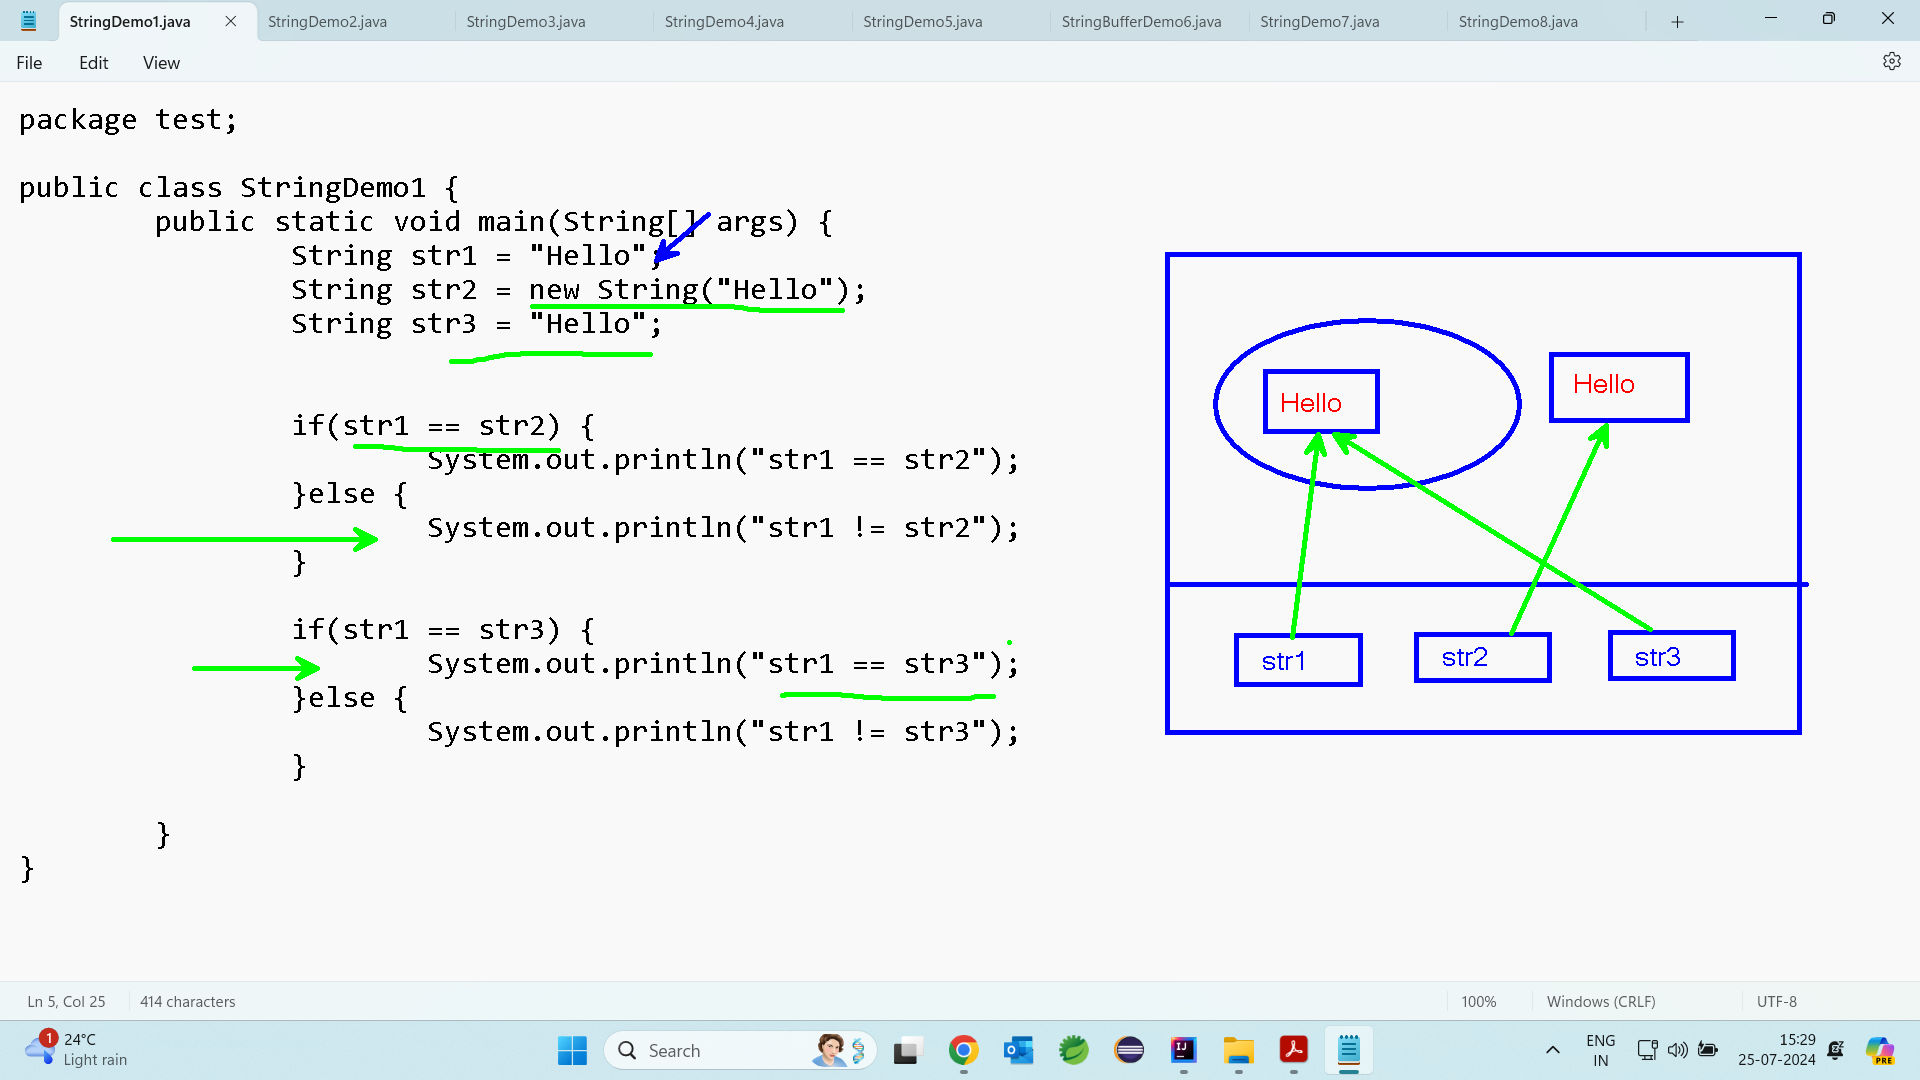 StringDemo1.java StringDemo2.java StringDemo3.java StringDemo4.java StringDemo5.java StringBufferDemo6.java StringDemo7.java StringDemo8.java
File Edit View
package test;
public class StringDemo1 {
public static void main(String[] args) {
String str1 = "Hello";
String str2 = new String("Hello");
String str3 = "Hello";
if(str1 == str2) {
System.out.println("str1 == str2");
}else {
System.out.println("str1 != str2");
}
if(str1 == str3) {
System.out.println("str1 == str3");
}else {
System.out.println("str1 != str3");
}
}
}
Hello
Hello
str1 str2 str3
Ln 5, Col 25 414 characters 100% Windows (CRLF) UTF-8
1
24°C
Light rain
Search
IJ
ENG
IN
15:29
25-07-2024
PRE